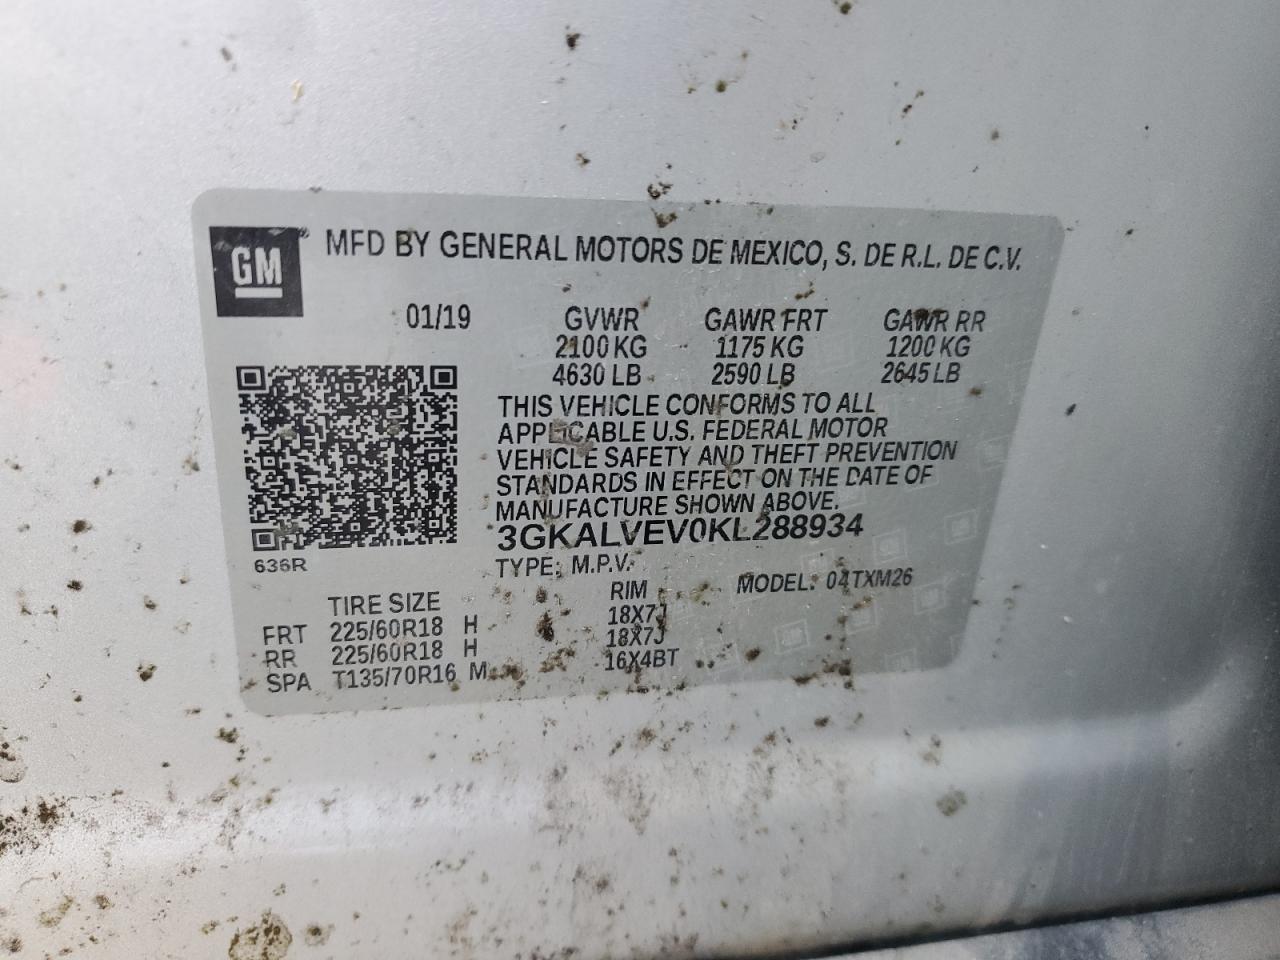 GM® MFD BY GENERAL MOTORS DE MEXICO, S. DE R.L. DE C.V.
01/19 GVWR GAWR FRT GAWR RR
2100 KG 1175 KG 1200 KG
4630 LB 2590 LB 2645 LB
THIS VEHICLE CONFORMS TO ALL
APPLICABLE U.S. FEDERAL MOTOR
VEHICLE SAFETY AND THEFT PREVENTION
STANDARDS IN EFFECT ON THE DATE OF
MANUFACTURE SHOWN ABOVE.
3GKALVEV0KL288934
636R
TYPE: M.P.V. MODEL: 04TXM26
TIRE SIZE RIM
FRT 225/60R18 H 18X7J
RR 225/60R18 H 18X7J
SPA T135/70R16 M 16X4BT